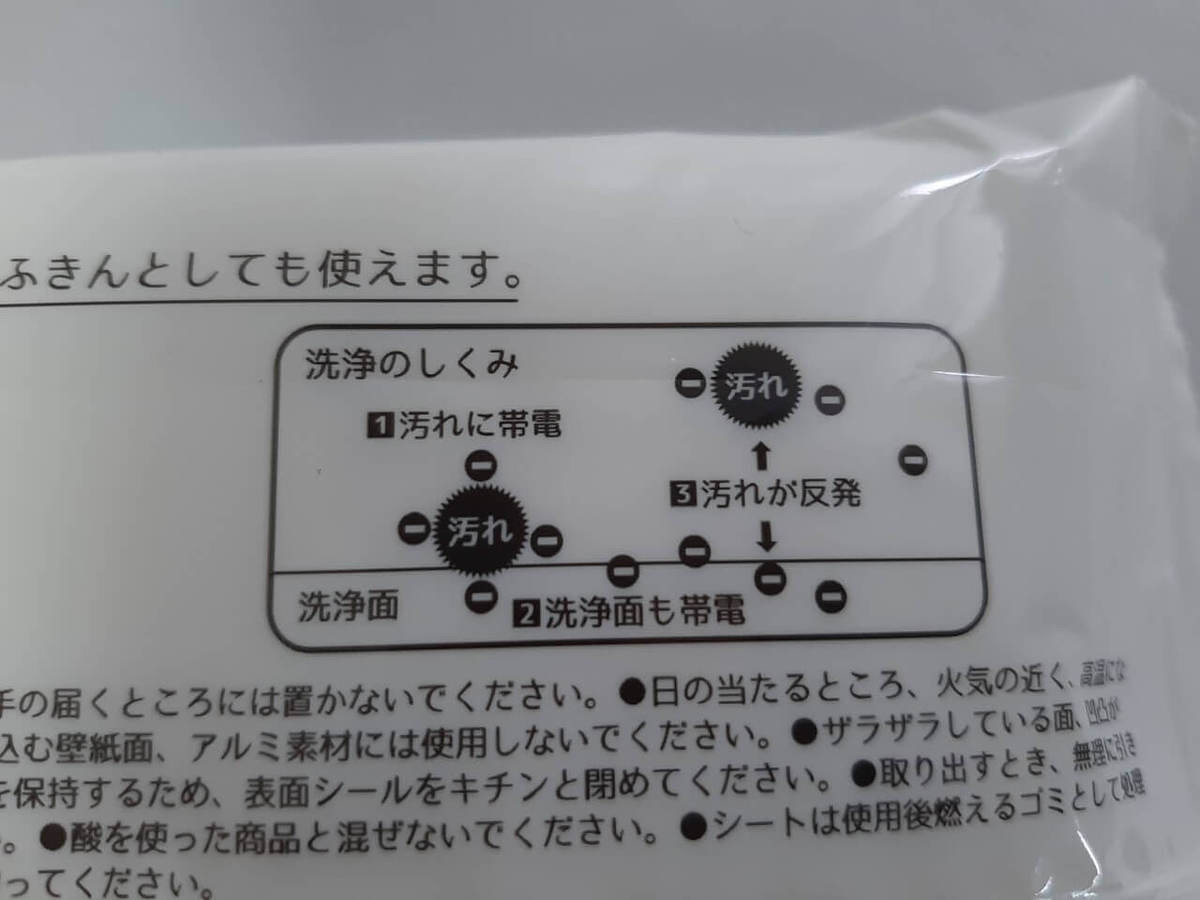 ふきんとしても使えます。
洗浄のしくみ
汚れ
1汚れに帯電
3汚れが反発
汚れ
洗浄面
2洗浄面も帯電
手の届くところには置かないでください。●日の当たるところ、火気の近く、高温にな
込む壁紙面、アルミ素材には使用しないでください。●ザラザラしている面、凹凸が
を保持するため、表面シールをキチンと閉めてください。●取り出すとき、無理に引き
。●酸を使った商品と混ぜないでください。●シートは使用後燃えるゴミとして処理
ってください。